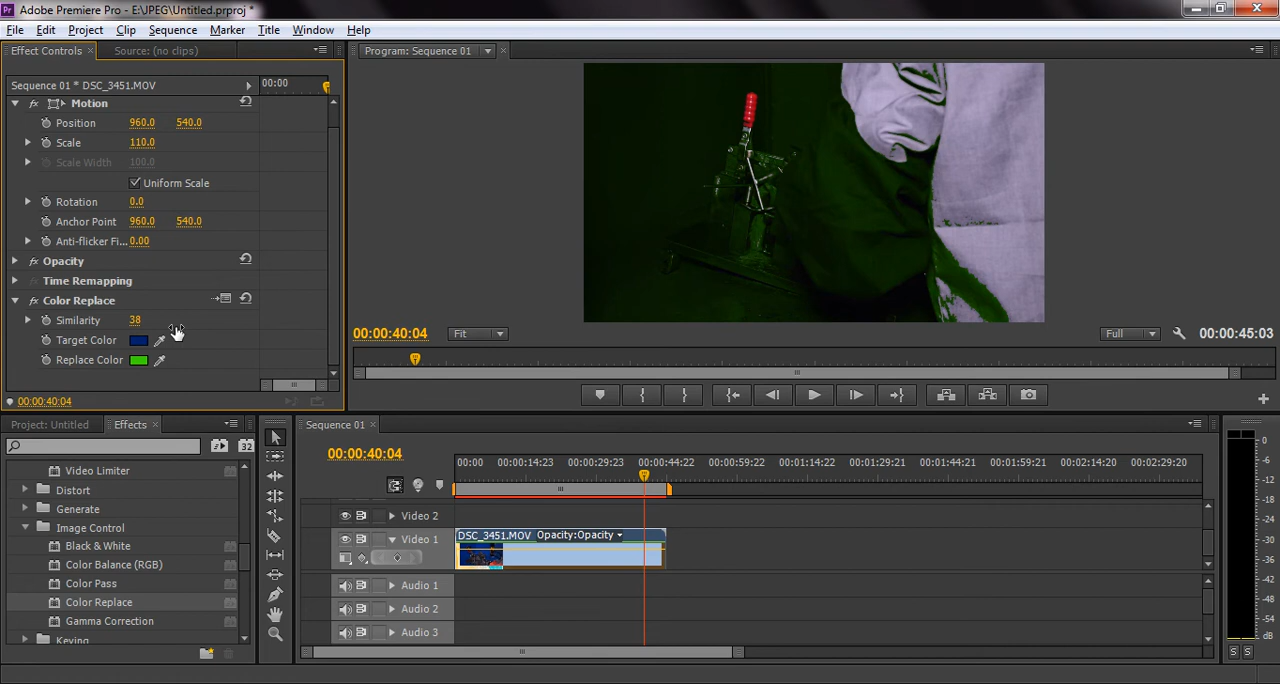 Adobe Premiere Pro - E:\JPEG\Untitled.prproj *
File Edit Project Clip Sequence Marker Title Window Help
Effect Controls Source: (no clips) Program: Sequence 01
Sequence 01 * DSC_3451.MOV 00:00
Motion
Position 960.0 540.0
Scale 110.0
Scale Width 100.0
Uniform Scale
Rotation 0.0
Anchor Point 960.0 540.0
Anti-flicker Fi... 0.00
Opacity
Time Remapping
Color Replace
Similarity 38
Target Color
Replace Color
00:00:40:04
00:00:40:04 Fit Full 00:00:45:03
Project: Untitled Effects
32
Video Limiter
Distort
Generate
Image Control
Black & White
Color Balance (RGB)
Color Pass
Color Replace
Gamma Correction
Keying
Sequence 01
00:00:40:04
00:00 00:00:14:23 00:00:29:23 00:00:44:22 00:00:59:22 00:01:14:22 00:01:29:21 00:01:44:21 00:01:59:21 00:02:14:20 00:02:29:20
Video 2
Video 1 DSC_3451.MOV Opacity:Opacity
Audio 1
Audio 2
Audio 3
0
-6
-12
-18
-24
-30
-36
-42
-48
-54
dB
S S